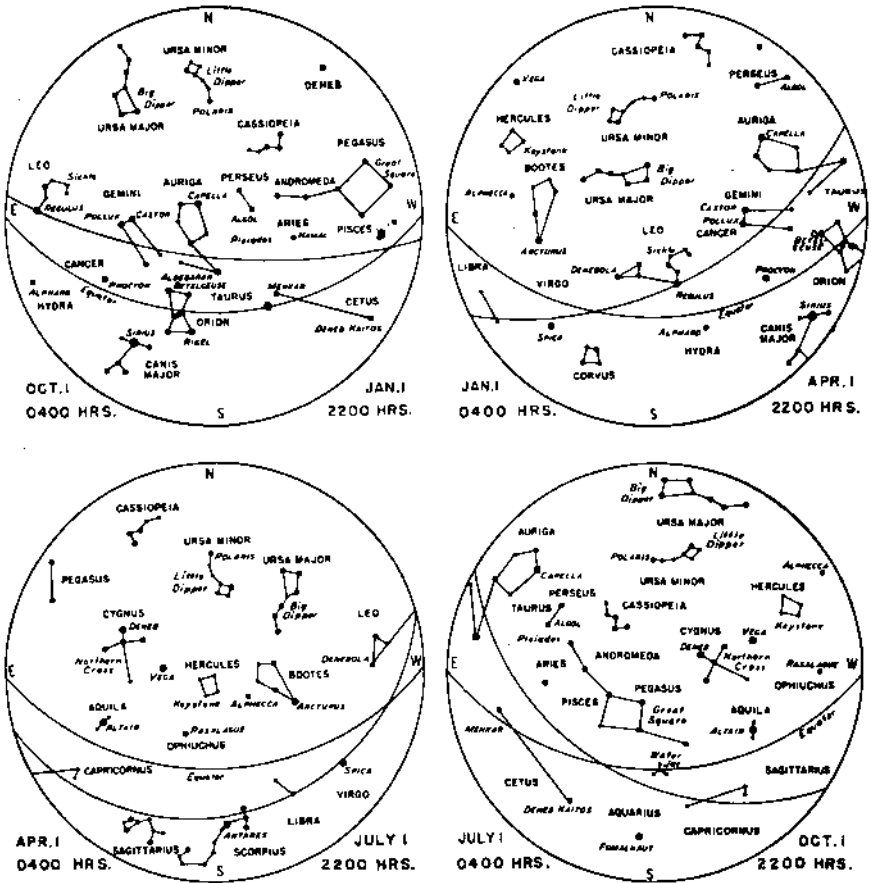 N
URSA MINOR
Little
Dipper
Big
Dipper
POLARIS
URSA MAJOR
DENEB
CASSIOPEIA
PEGASUS
Great
Square
LEO
Sickle
REGULUS
GEMINI
POLLUX
CASTOR
AURIGA
CAPELLA
PERSEUS
ALGOL
ANDROMEDA
ARIES
HAMAL
Pleiades
PISCES
E
W
CANCER
PROCYON
ALDEBARAN
BETELGEUSE
TAURUS
MENKAR
ALPHARD
HYDRA
Equator
ORION
RIGEL
CETUS
DENEB KAITOS
SIRIUS
CANIS
MAJOR
OCT. 1
0400 HRS.
JAN. 1
2200 HRS.
S
N
CASSIOPEIA
VEGA
PERSEUS
ALGOL
Little
Dipper
POLARIS
HERCULES
Keystone
URSA MINOR
AURIGA
CAPELLA
BOOTES
Big
Dipper
ALPHECCA
URSA MAJOR
GEMINI
CASTOR
POLLUX
CANCER
TAURUS
E
W
ARCTURUS
LEO
Sickle
BETEL-
GEUSE
LIBRA
VIRGO
DENEBOLA
REGULUS
PROCYON
ORION
SPICA
ALPHARD
Equator
SIRIUS
HYDRA
CANIS
MAJOR
CORVUS
JAN. 1
0400 HRS.
APR. 1
2200 HRS.
S
N
CASSIOPEIA
URSA MINOR
POLARIS
URSA MAJOR
Little
Dipper
PEGASUS
Big
Dipper
CYGNUS
DENEB
LEO
DENEBOLA
Northern
Cross
VEGA
HERCULES
Keystone
BOOTES
ALPHECCA
ARCTURUS
E
W
AQUILA
ALTAIR
RASALAGUE
OPHIUCHUS
CAPRICORNUS
Equator
SPICA
VIRGO
LIBRA
SAGITTARIUS
ANTARES
SCORPIUS
APR. 1
0400 HRS.
JULY 1
2200 HRS.
S
N
Big
Dipper
URSA MAJOR
AURIGA
Little
Dipper
POLARIS
URSA MINOR
ALPHECCA
CAPELLA
PERSEUS
TAURUS
ALGOL
Pleiades
CASSIOPEIA
HERCULES
Keystone
CYGNUS
DENEB
VEGA
Northern
Cross
ANDROMEDA
ARIES
E
W
RASALAGUE
OPHIUCHUS
PISCES
PEGASUS
Great
Square
AQUILA
ALTAIR
Equator
MENKAR
Water
Jar
CETUS
DENEB KAITOS
SAGITTARIUS
AQUARIUS
CAPRICORNUS
FOMALHAUT
JULY 1
0400 HRS.
OCT. 1
2200 HRS.
S